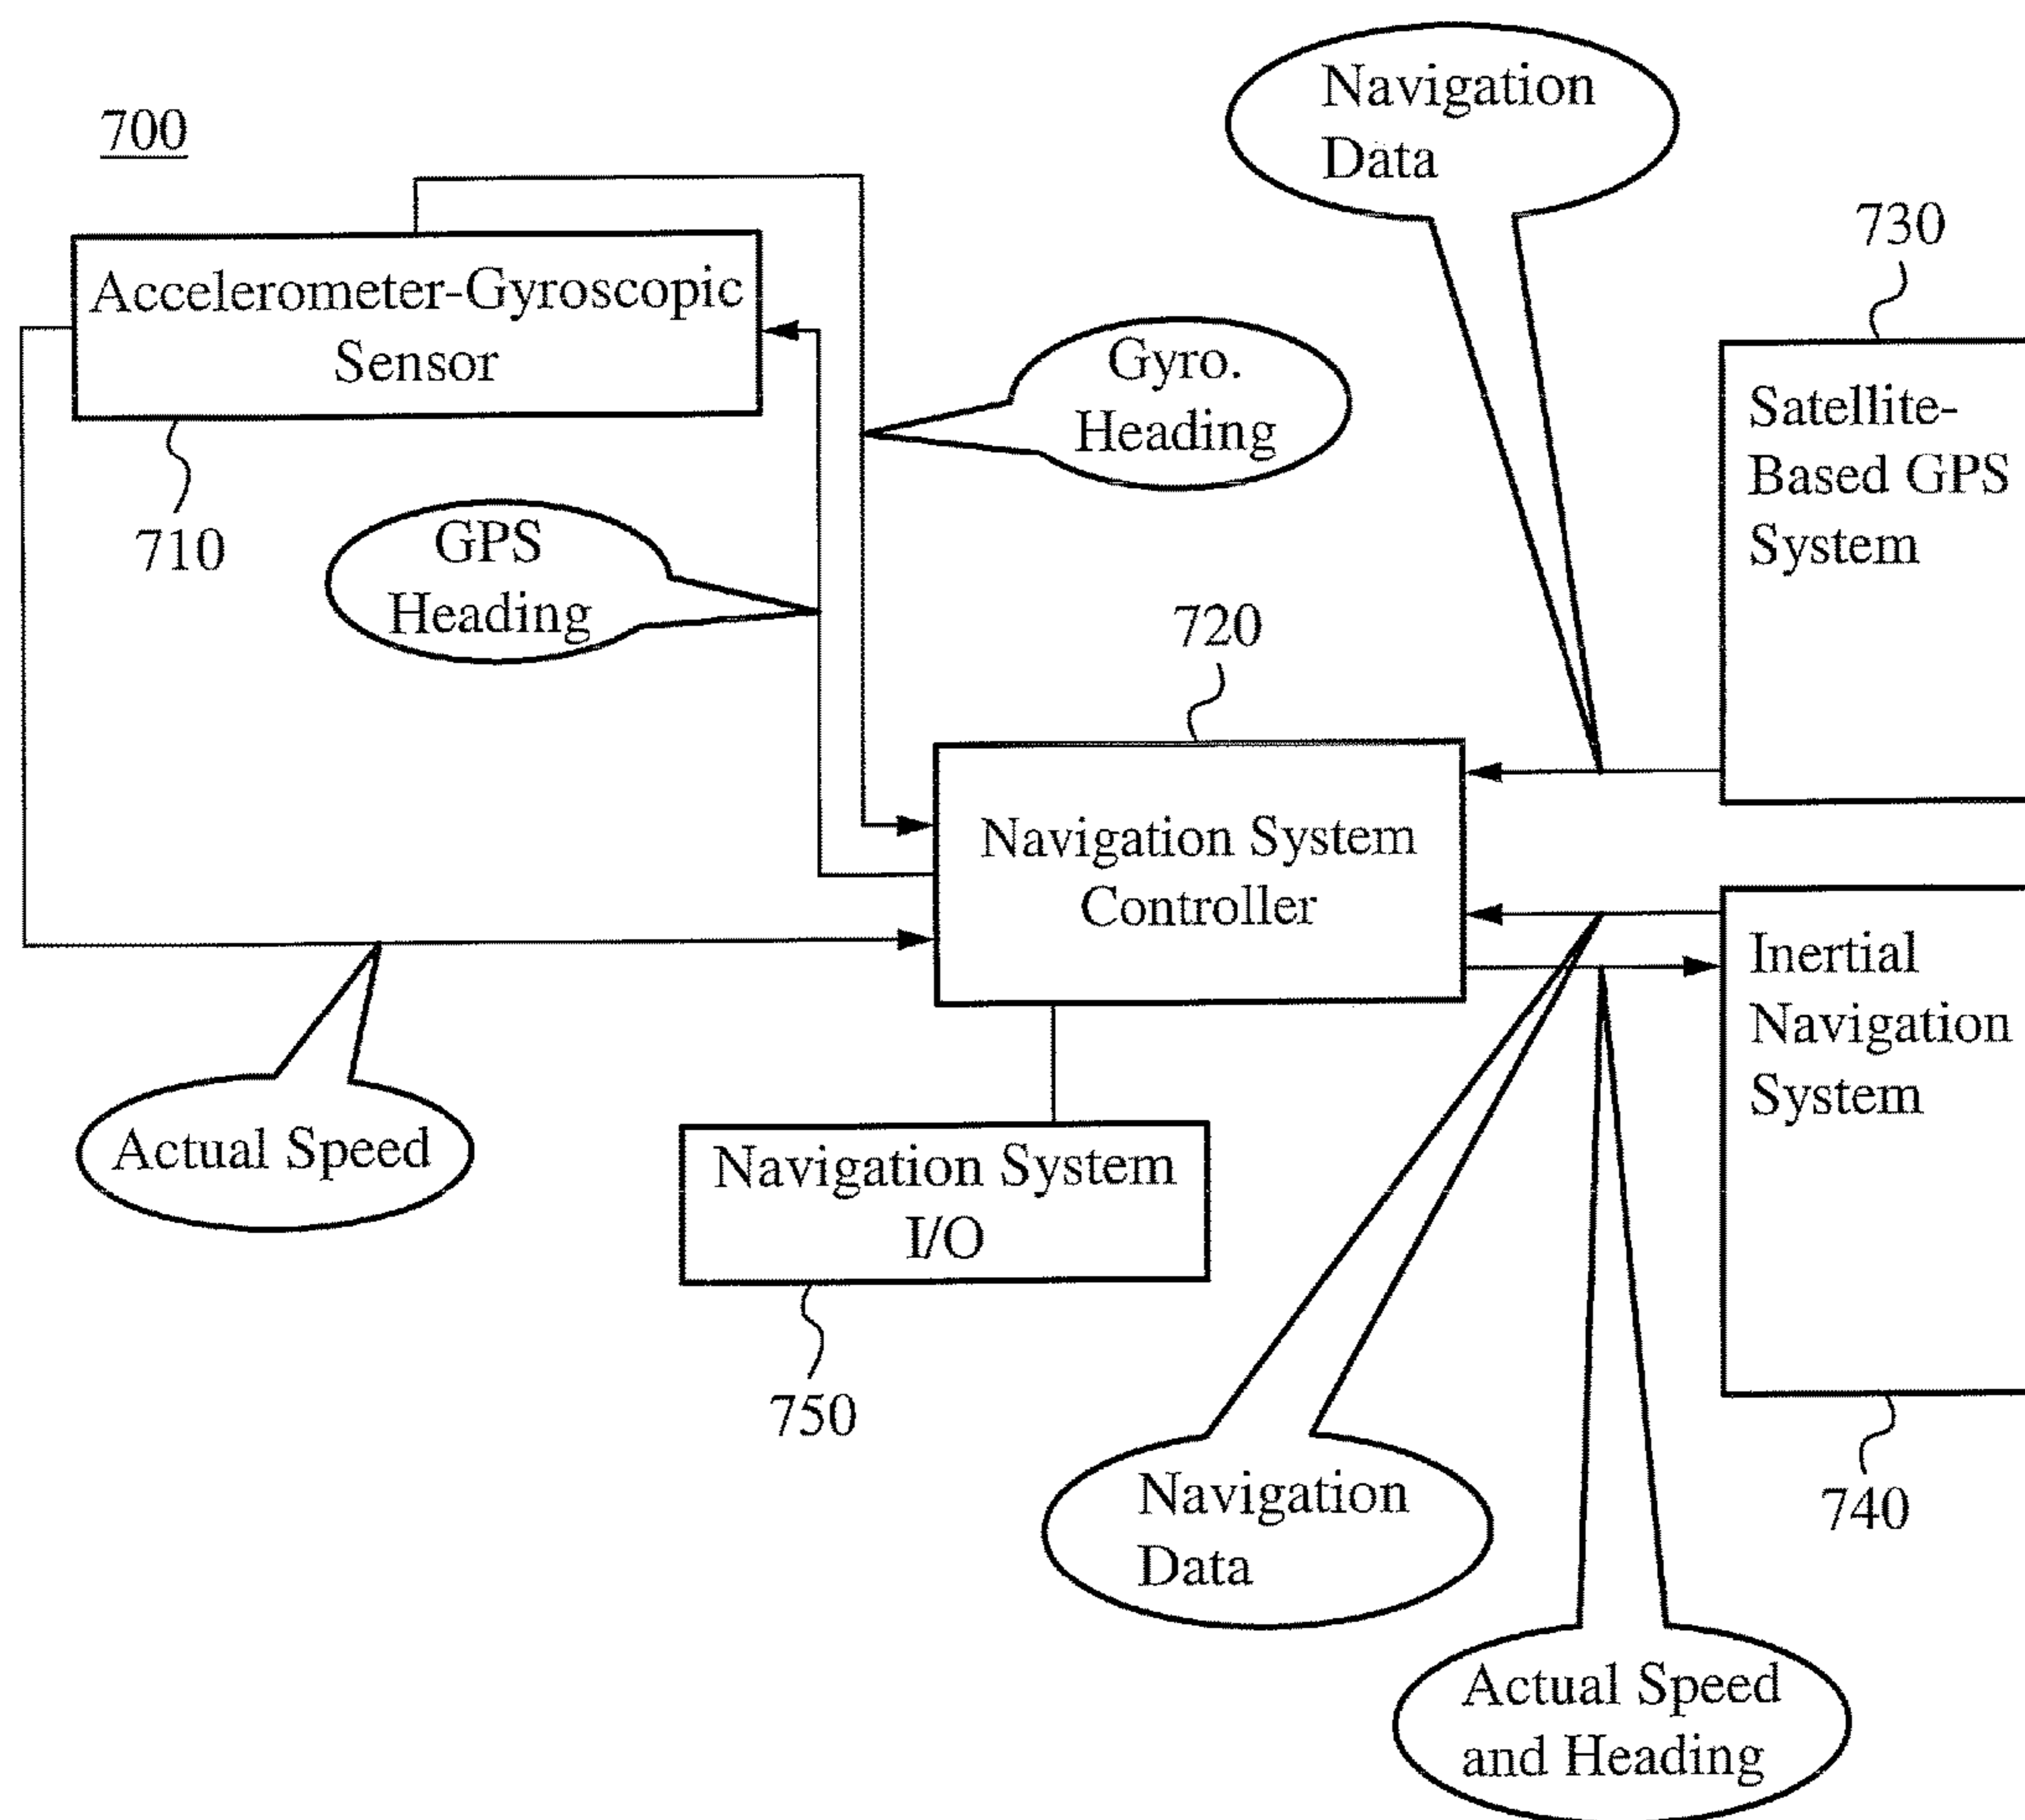 700
Navigation
Data
730
Accelerometer-Gyroscopic
Sensor
Gyro.
Heading
Satellite-
Based GPS
System
710
GPS
Heading
720
Navigation System
Controller
Inertial
Navigation
System
Actual Speed
Navigation System
I/O
750
Navigation
Data
740
Actual Speed
and Heading